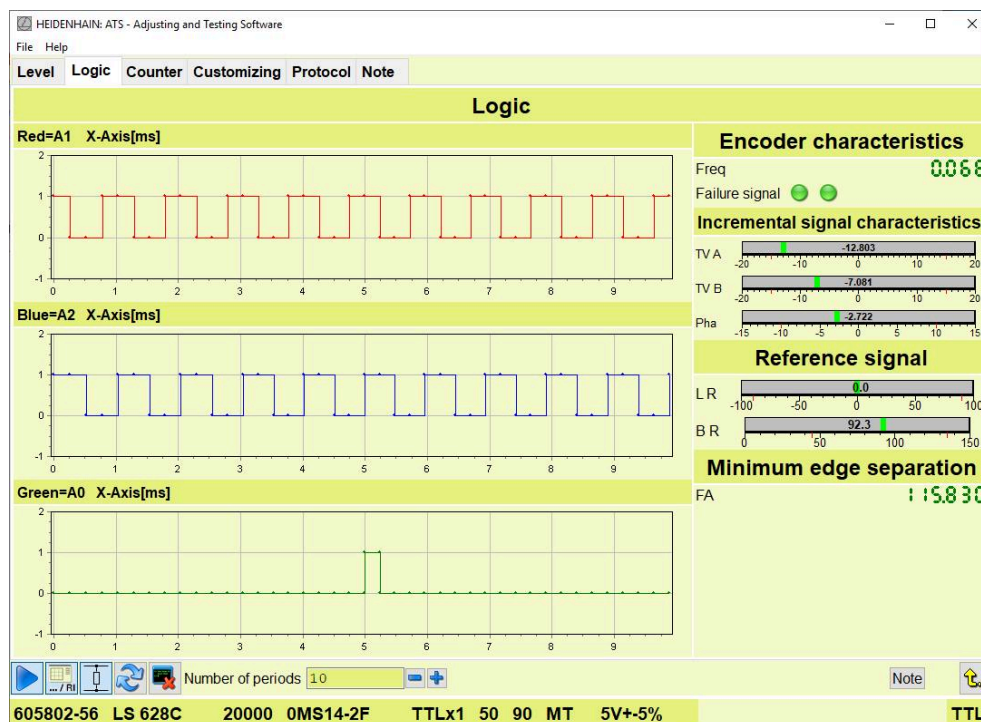 HEIDENHAIN: ATS - Adjusting and Testing Software
File Help
Level Logic Counter Customizing Protocol Note
Logic
Red=A1 X-Axis[ms]
2
1
0
-1
0 1 2 3 4 5 6 7 8 9
Blue=A2 X-Axis[ms]
2
1
0
-1
0 1 2 3 4 5 6 7 8 9
Green=A0 X-Axis[ms]
2
1
0
-1
0 1 2 3 4 5 6 7 8 9
Encoder characteristics
Freq 0.068
Failure signal
Incremental signal characteristics
TV A -12.803
-20 -10 0 10 20
TV B -7.081
-20 -10 0 10 20
Pha -2.722
-15 -10 -5 0 5 10 15
Reference signal
L R 0.0
-100 -50 0 50 100
B R 92.3
0 50 100 150
Minimum edge separation
FA 115.830
... / RI Number of periods 10 Note
605802-56 LS 628C 20000 0MS14-2F TTLx1 50 90 MT 5V+-5% TTL